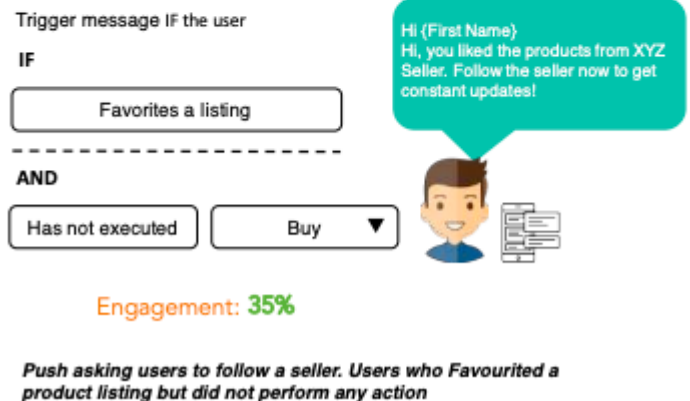 Trigger message IF the user
IF
Favorites a listing
AND
Has not executed
Buy
Hi {First Name}
Hi, you liked the products from XYZ
Seller. Follow the seller now to get
constant updates!
Engagement: 35%
Push asking users to follow a seller. Users who Favourited a
product listing but did not perform any action